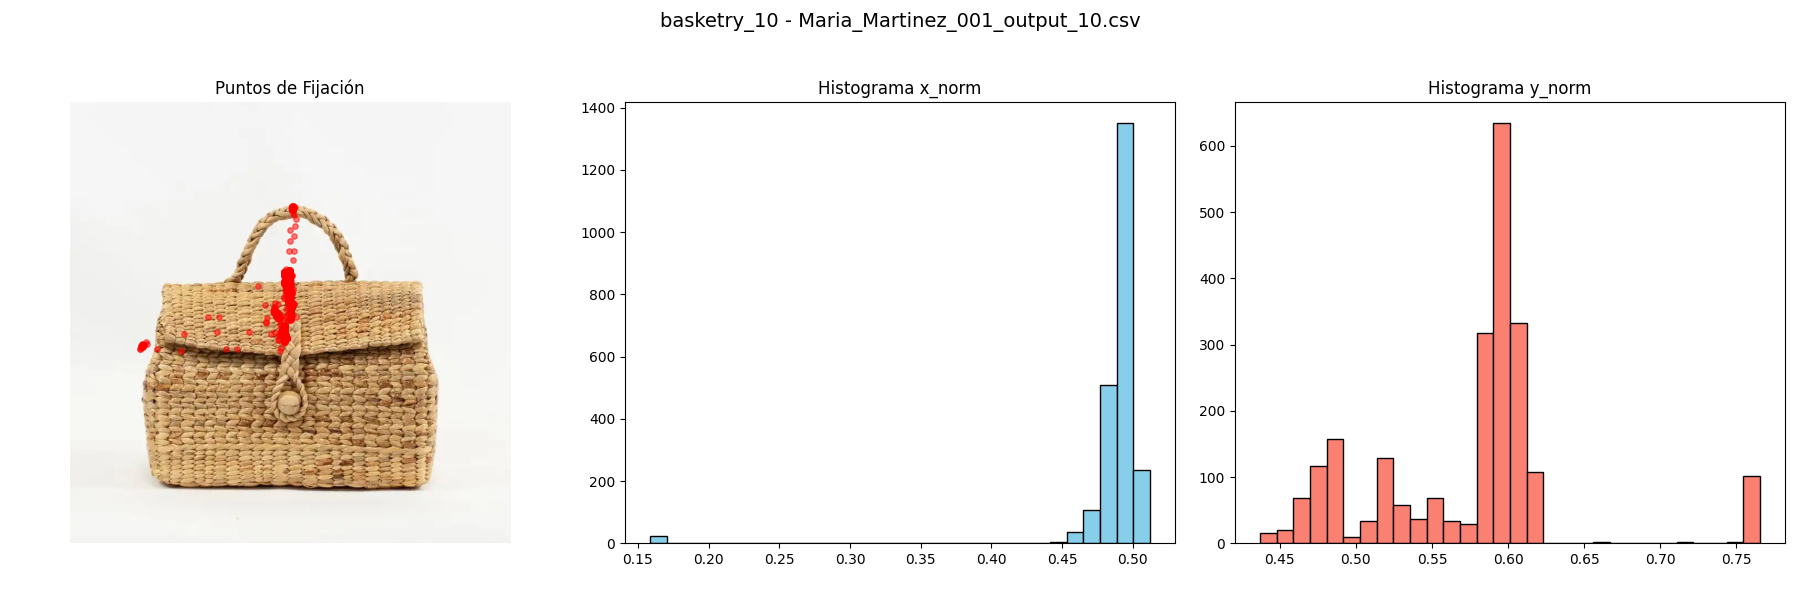 basketry_10 - Maria_Martinez_001_output_10.csv
Puntos de Fijación
Histograma x_norm
1400
1200
1000
800
600
400
200
0
0.15 0.20 0.25 0.30 0.35 0.40 0.45 0.50
Histograma y_norm
600
500
400
300
200
100
0
0.45 0.50 0.55 0.60 0.65 0.70 0.75